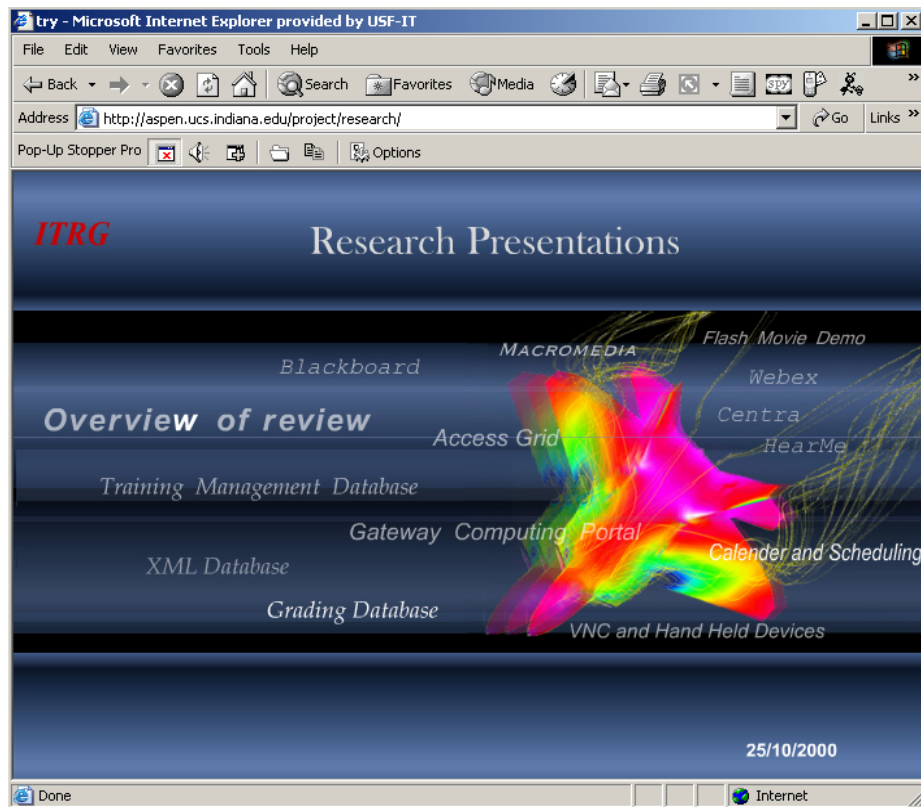 try - Microsoft Internet Explorer provided by USF-IT
File Edit View Favorites Tools Help
Back Search Favorites Media SPY »
Address http://aspen.ucs.indiana.edu/project/research/ Go Links »
Pop-Up Stopper Pro Options
ITRG
Research Presentations
Flash Movie Demo
MACROMEDIA
Blackboard
Webex
Overview of review
Centra
Access Grid
HearMe
Training Management Database
Gateway Computing Portal
Calender and Scheduling
XML Database
Grading Database
VNC and Hand Held Devices
25/10/2000
Done Internet